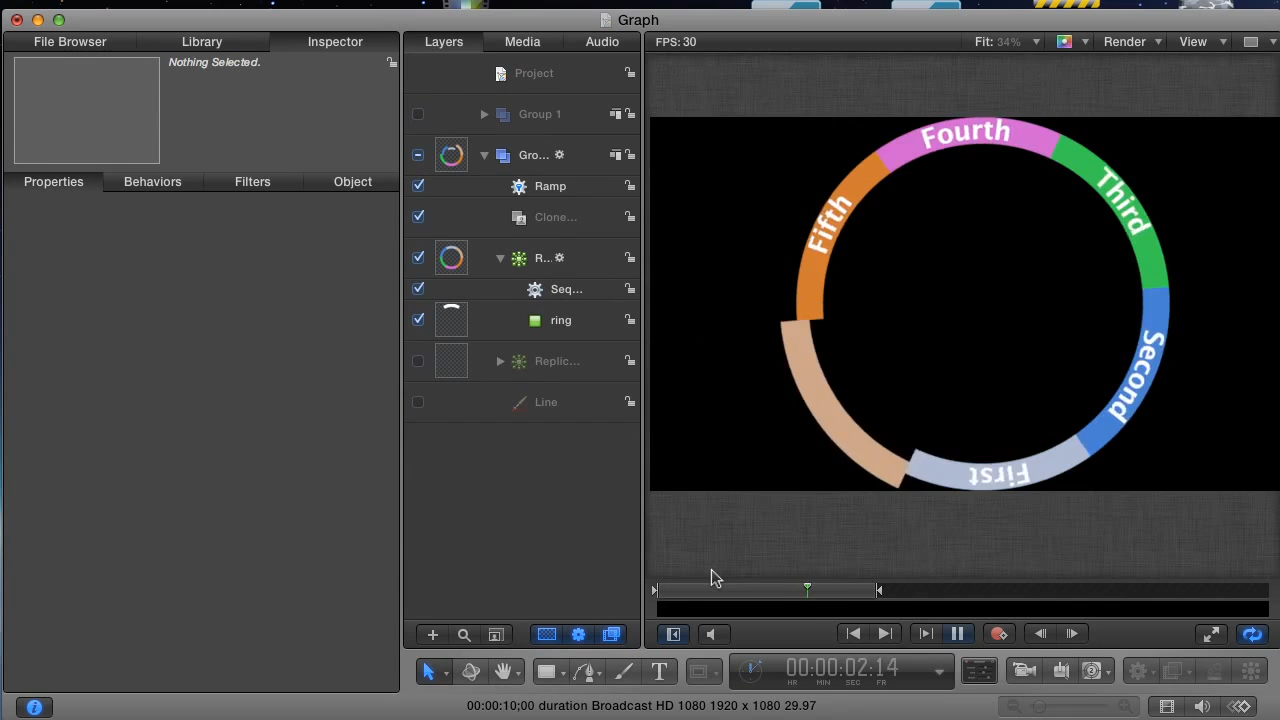 Graph
File Browser
Library
Inspector
Nothing Selected.
Properties
Behaviors
Filters
Object
Layers
Media
Audio
Project
Group 1
Gro...
Ramp
Clone...
R...
Seq...
ring
Replic...
Line
FPS: 30
Fit: 34%
Render
View
Fourth
Third
Fifth
Second
First
00:00:02:14
HR MIN SEC FR
00:00:10;00 duration Broadcast HD 1080 1920 x 1080 29.97